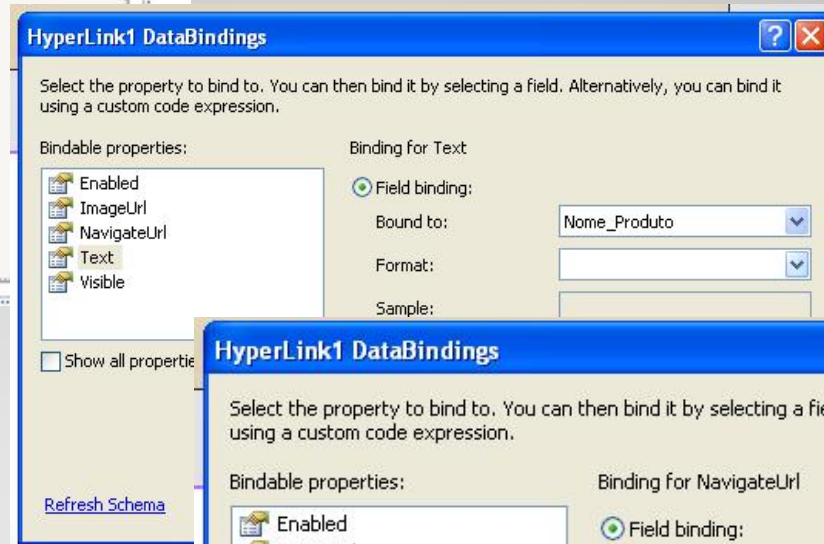 HyperLink1 DataBindings
Select the property to bind to. You can then bind it by selecting a field. Alternatively, you can bind it
using a custom code expression.
Bindable properties:
Enabled
ImageUrl
NavigateUrl
Text
Visible
Show all
Refresh Schema
Binding for Text
Field binding:
Bound to:
Nome_Produto
Format:
Sample:
HyperLink1 DataBindings
Select the property to bind to. You can then bind it by selecting a
using a custom code expression.
Bindable properties:
Enabled
Binding for NavigateUrl
Field binding: